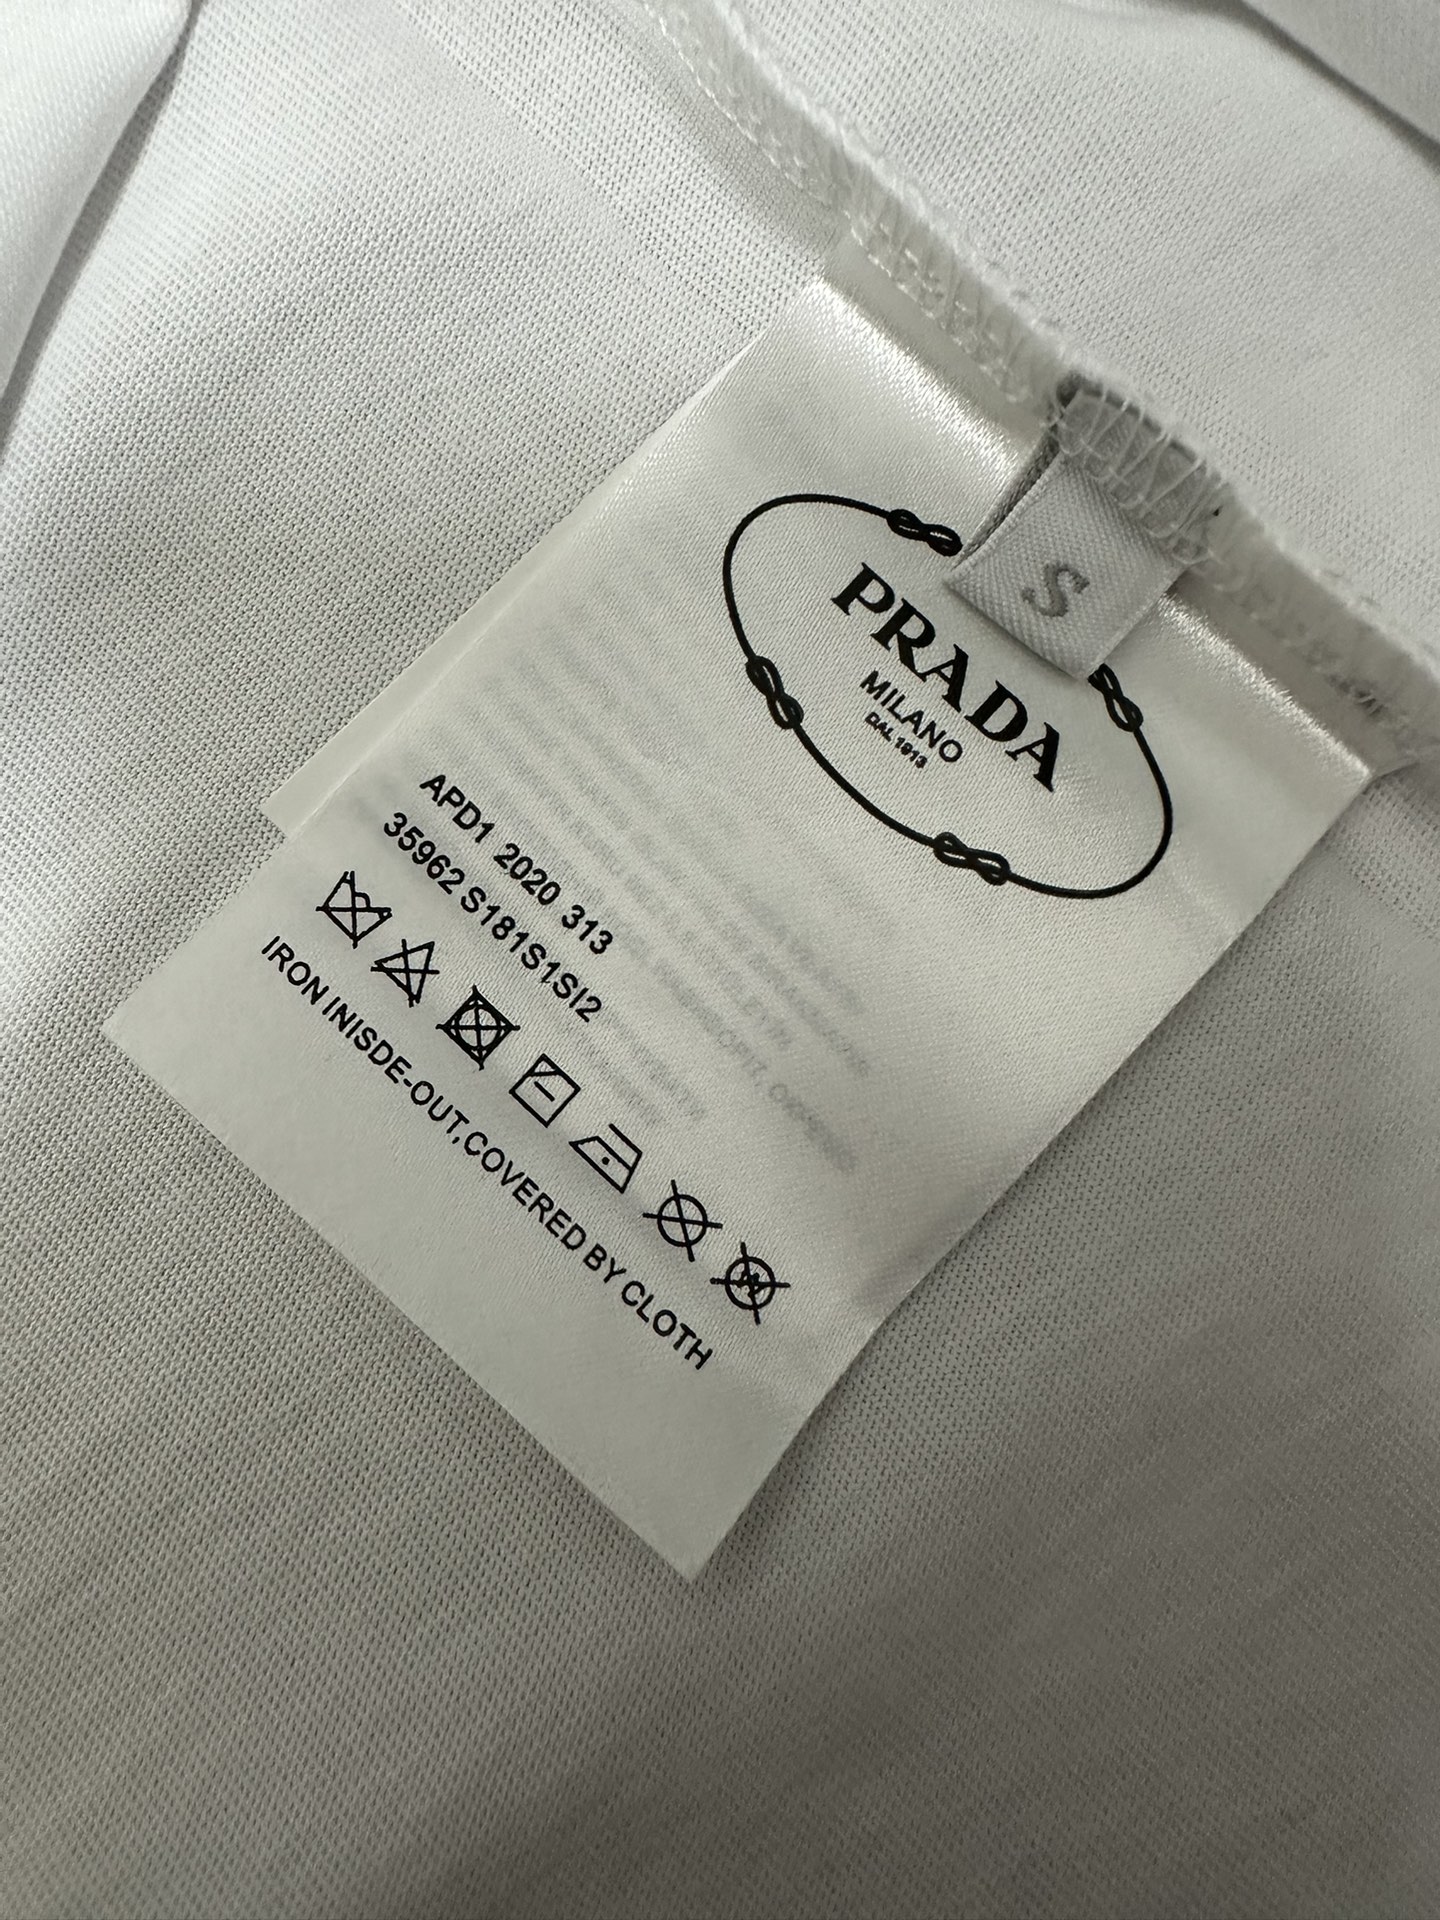 S
PRADA
MILANO
DAL 1913
APD1 2020 313
35962 S181S1SI2
IRON INISDE-OUT,COVERED BY CLOTH